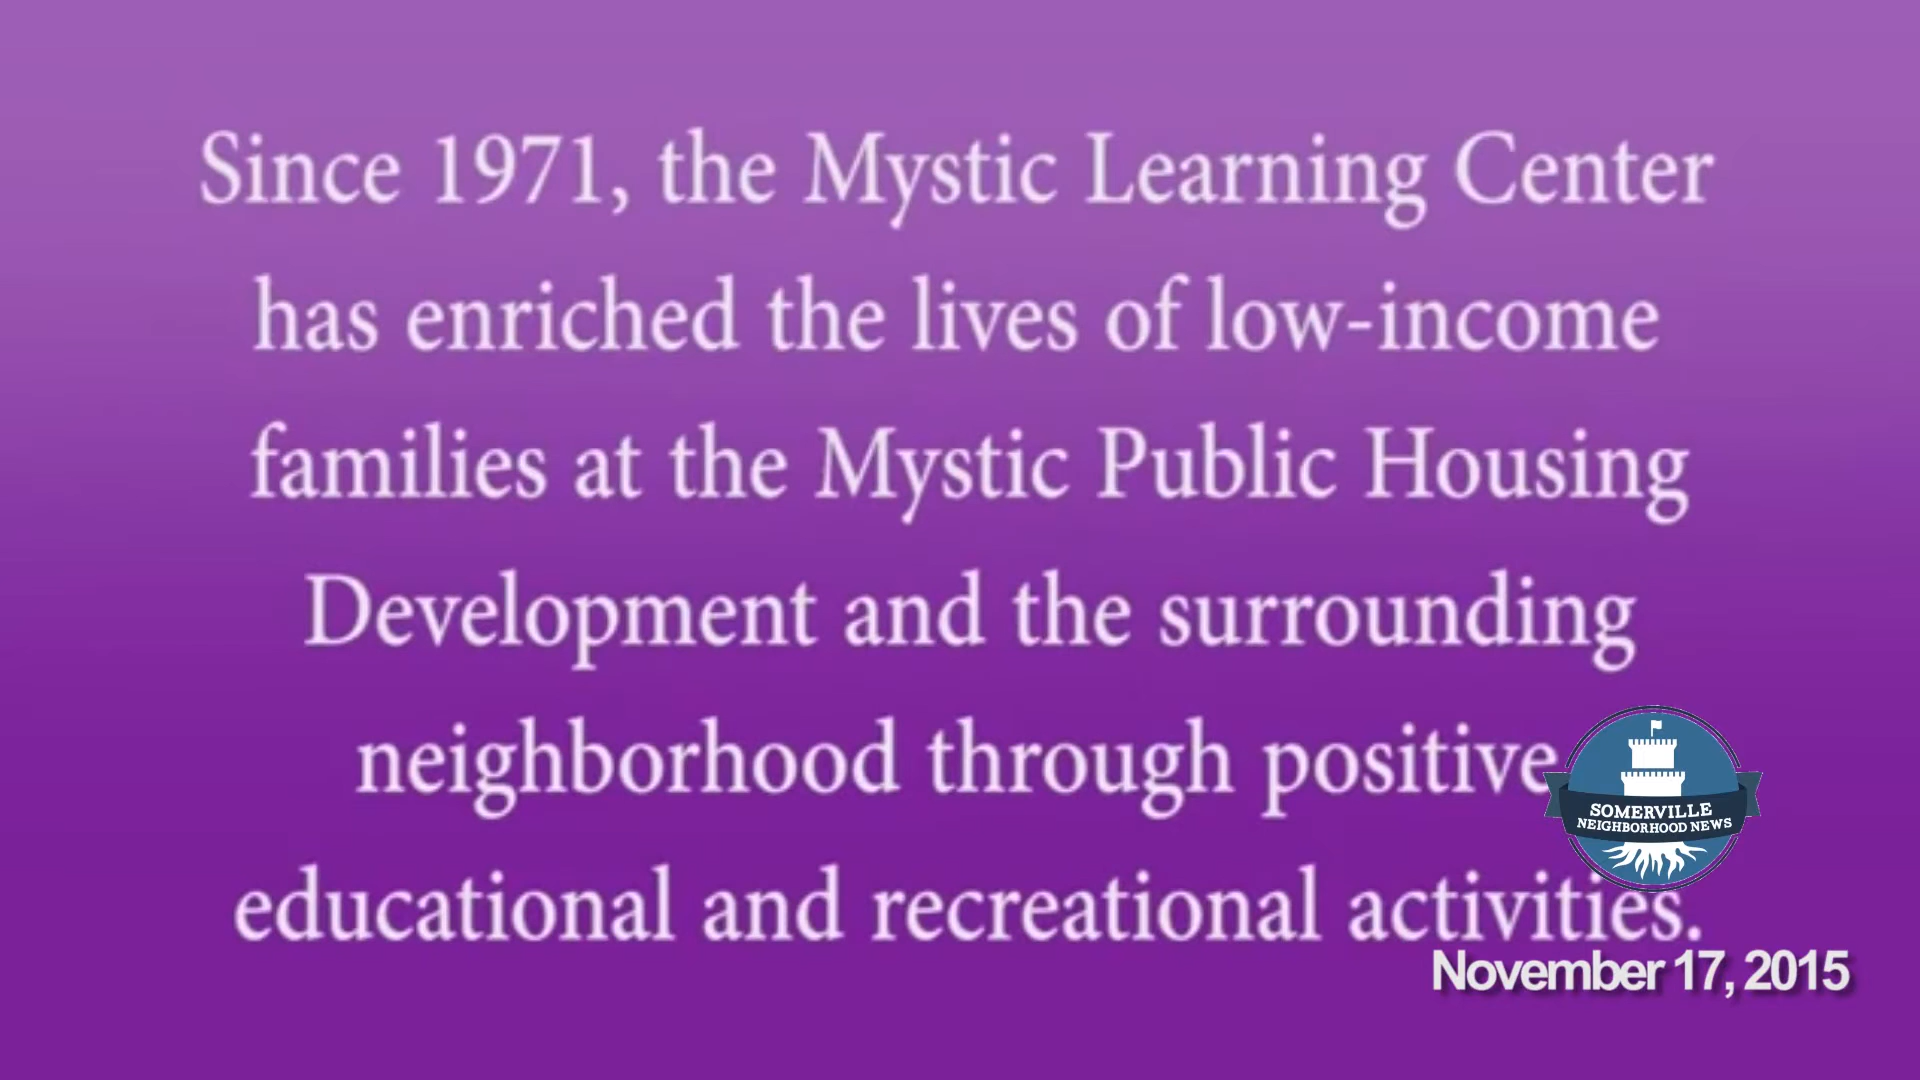 Since 1971, the Mystic Learning Center
has enriched the lives of low-income
families at the Mystic Public Housing
Development and the surrounding
neighborhood through positive
educational and recreational activities.
SOMERVILLE
NEIGHBORHOOD NEWS
November 17, 2015